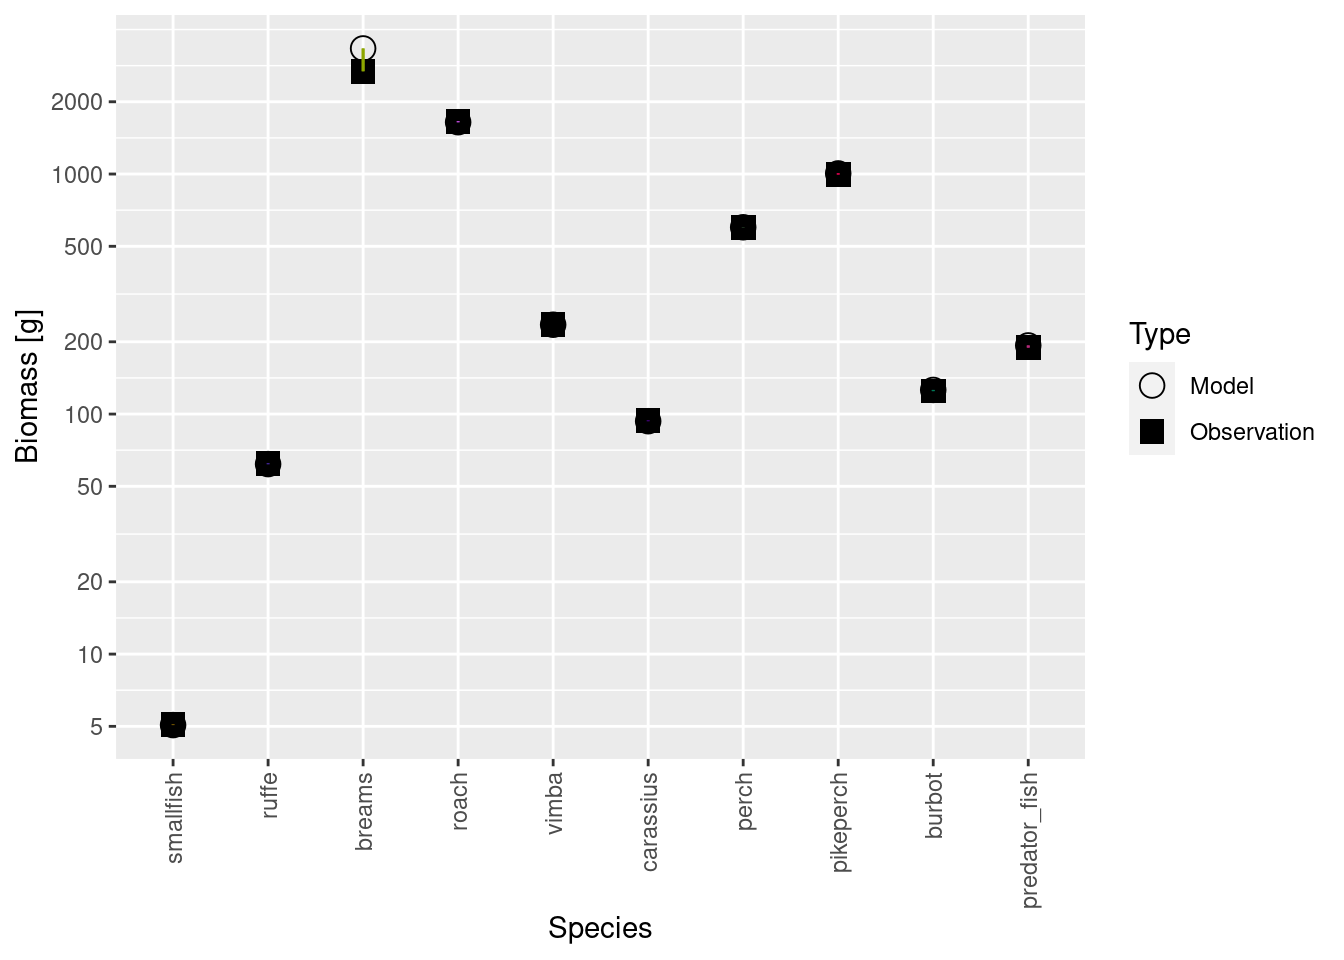 Biomass [g]
2000
1000
500
200
100
50
20
10
5
smallfish
ruffe
breams
roach
vimba
carassius
perch
pikeperch
burbot
predator_fish
Species
Type
Model
Observation